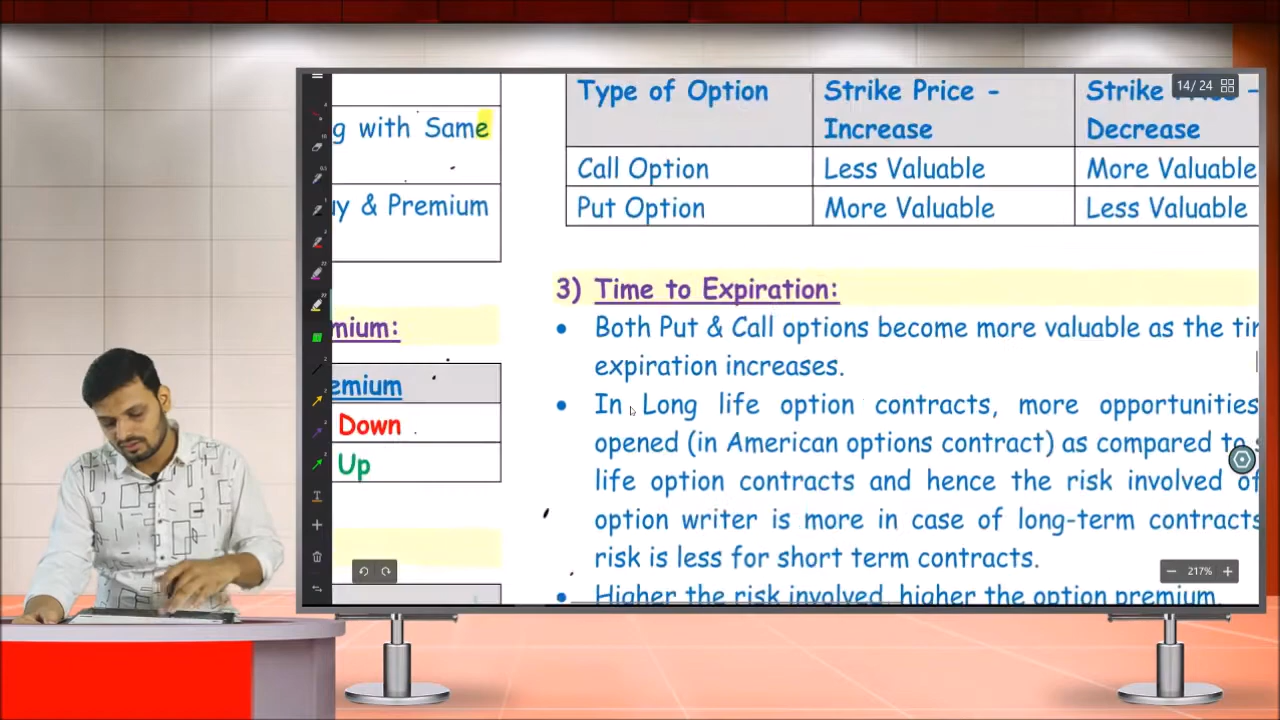 14/ 24
g with Same
y & Premium
mium:
emium
Down
Up
Type of Option
Strike Price -
Increase
Strike
Decrease
Call Option
Less Valuable
More Valuable
Put Option
More Valuable
Less Valuable
3) Time to Expiration:
• Both Put & Call options become more valuable as the
expiration increases.
• In Long life option contracts, more opportunities
opened (in American options contract) as compared to
life option contracts and hence the risk involved of
option writer is more in case of long-term contracts
risk is less for short term contracts.
• Higher the risk involved, higher the option premium.
217%